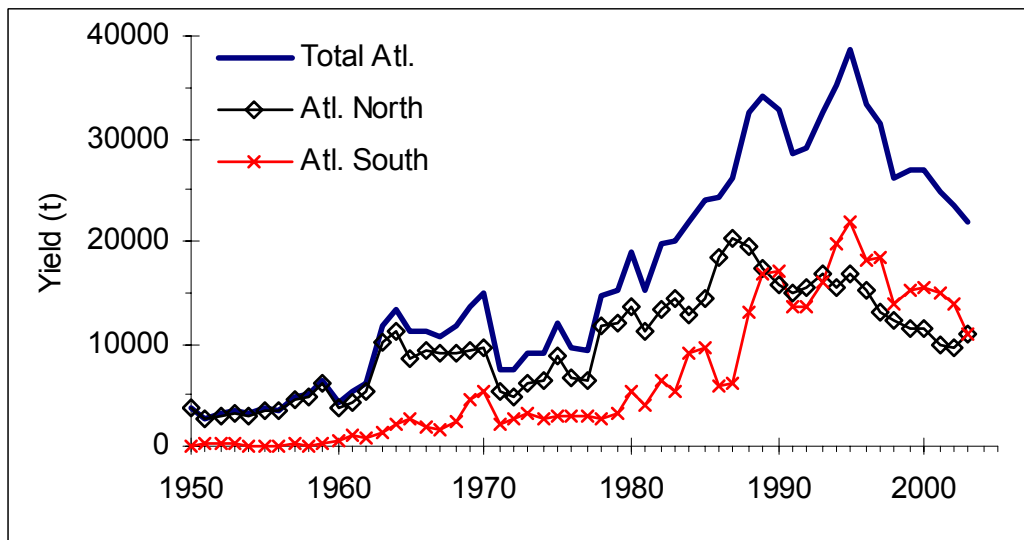 40000
30000
20000
10000
0
Yield (t)
Total Atl.
Atl. North
Atl. South
1950 1960 1970 1980 1990 2000